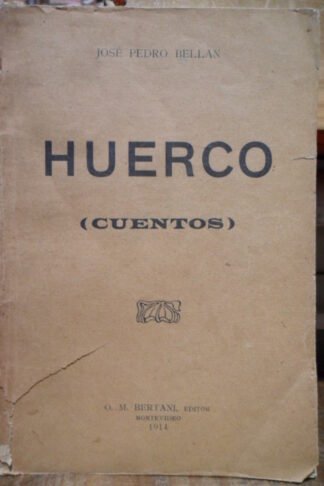 JOSÉ PEDRO BELLAN
HUERCO
(CUENTOS)
O. M. BERTANI, EDITOR
MONTEVIDEO
1914